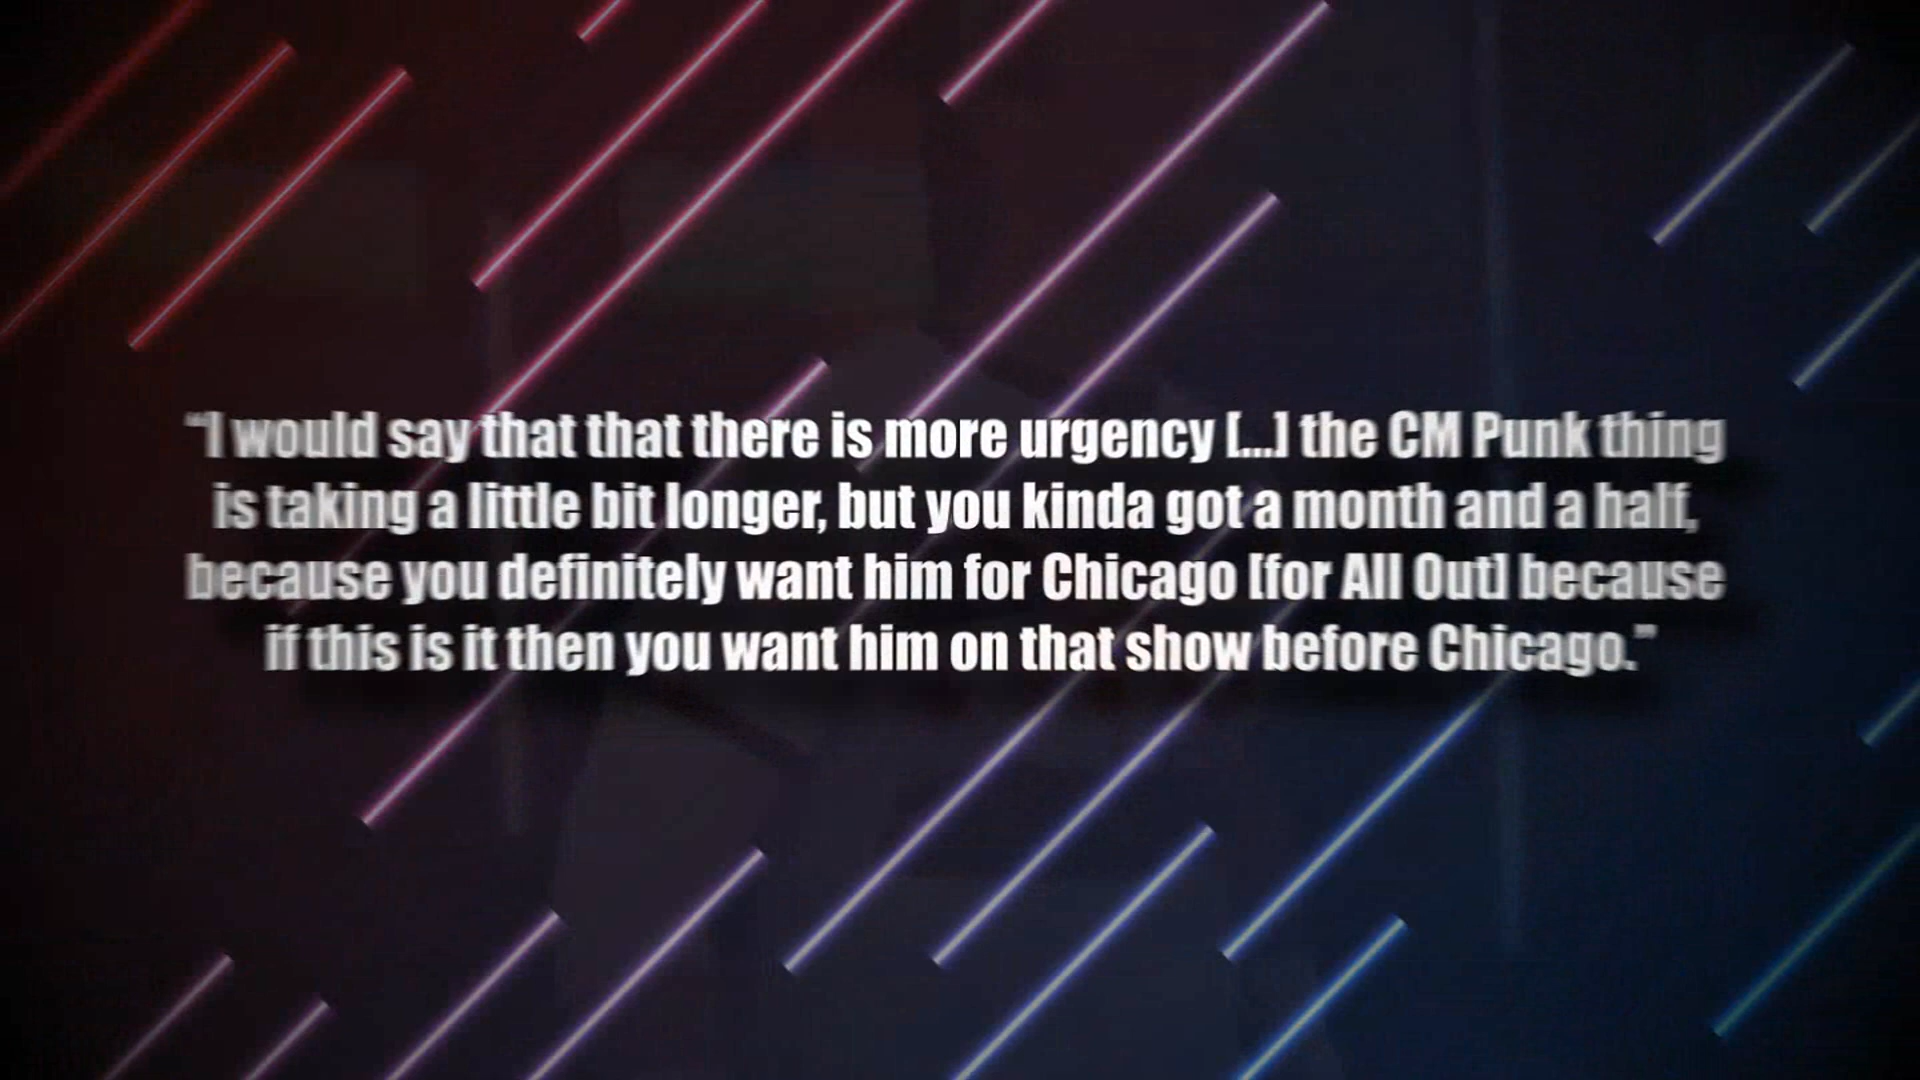 “I would say that that there is more urgency [...] the CM Punk thing
is taking a little bit longer, but you kinda got a month and a half,
because you definitely want him for Chicago [for All Out] because
if this is it then you want him on that show before Chicago.”